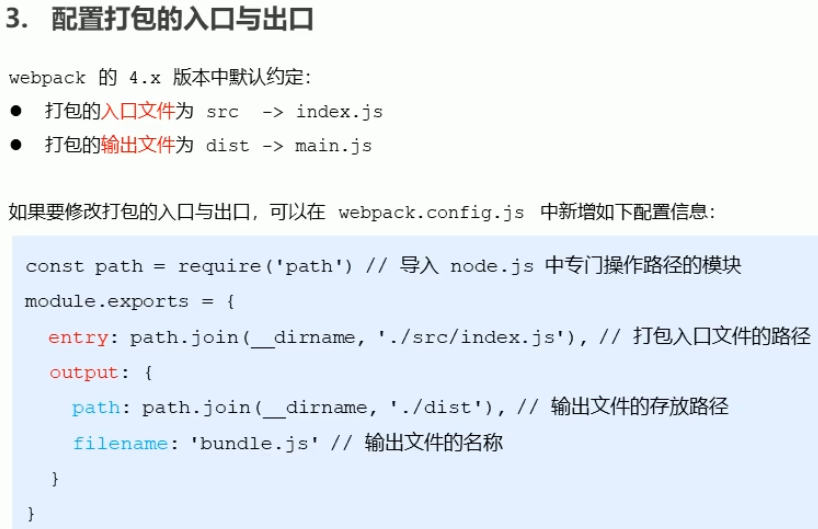 3. 配置打包的入口与出口
webpack 的 4.x 版本中默认约定：
● 打包的入口文件为 src -> index.js
● 打包的输出文件为 dist -> main.js
如果要修改打包的入口与出口，可以在 webpack.config.js 中新增如下配置信息：
const path = require('path') // 导入 node.js 中专门操作路径的模块
module.exports = {
entry: path.join(__dirname, './src/index.js'), // 打包入口文件的路径
output: {
path: path.join(__dirname, './dist'), // 输出文件的存放路径
filename: 'bundle.js' // 输出文件的名称
}
}